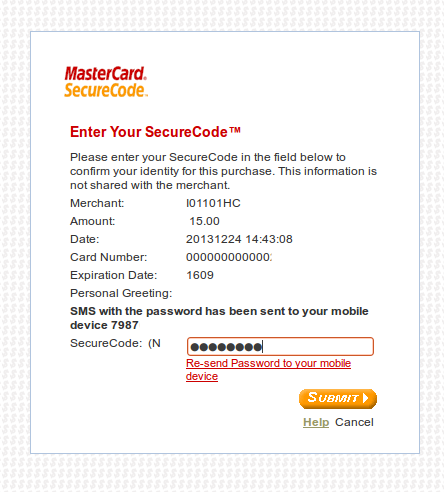 MasterCard.
SecureCode™
Enter Your SecureCode™
Please enter your SecureCode in the field below to
confirm your identity for this purchase. This information is
not shared with the merchant.
Merchant: I01101HC
Amount: 15.00
Date: 20131224 14:43:08
Card Number: 000000000000
Expiration Date: 1609
Personal Greeting:
SMS with the password has been sent to your mobile
device 7987
SecureCode: (N ●●●●●●●●
Re-send Password to your mobile
device
SUBMIT
Help Cancel